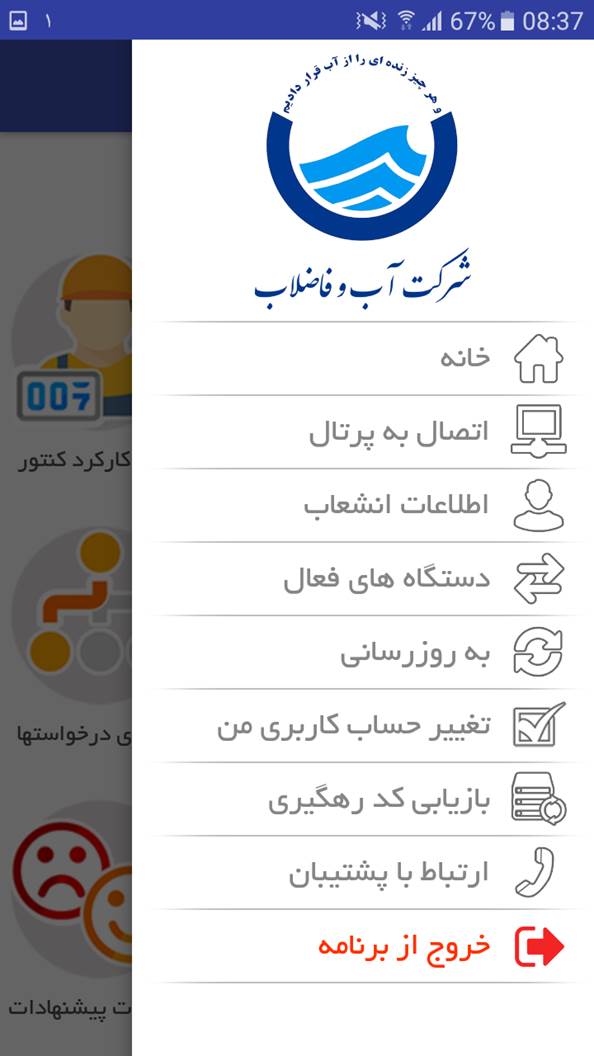 ۱ 67% 08:37
و هر چیز زنده ای را از آب قرار دادیم
شرکت آب و فاضلاب
خانه
اتصال به پرتال
اطلاعات انشعاب
دستگاه های فعال
به روزرسانی
تغییر حساب کاربری من
بازیابی کد رهگیری
ارتباط با پشتیبان
خروج از برنامه
007
کارکرد کنتور
ی درخواستها
ت پیشنهادات